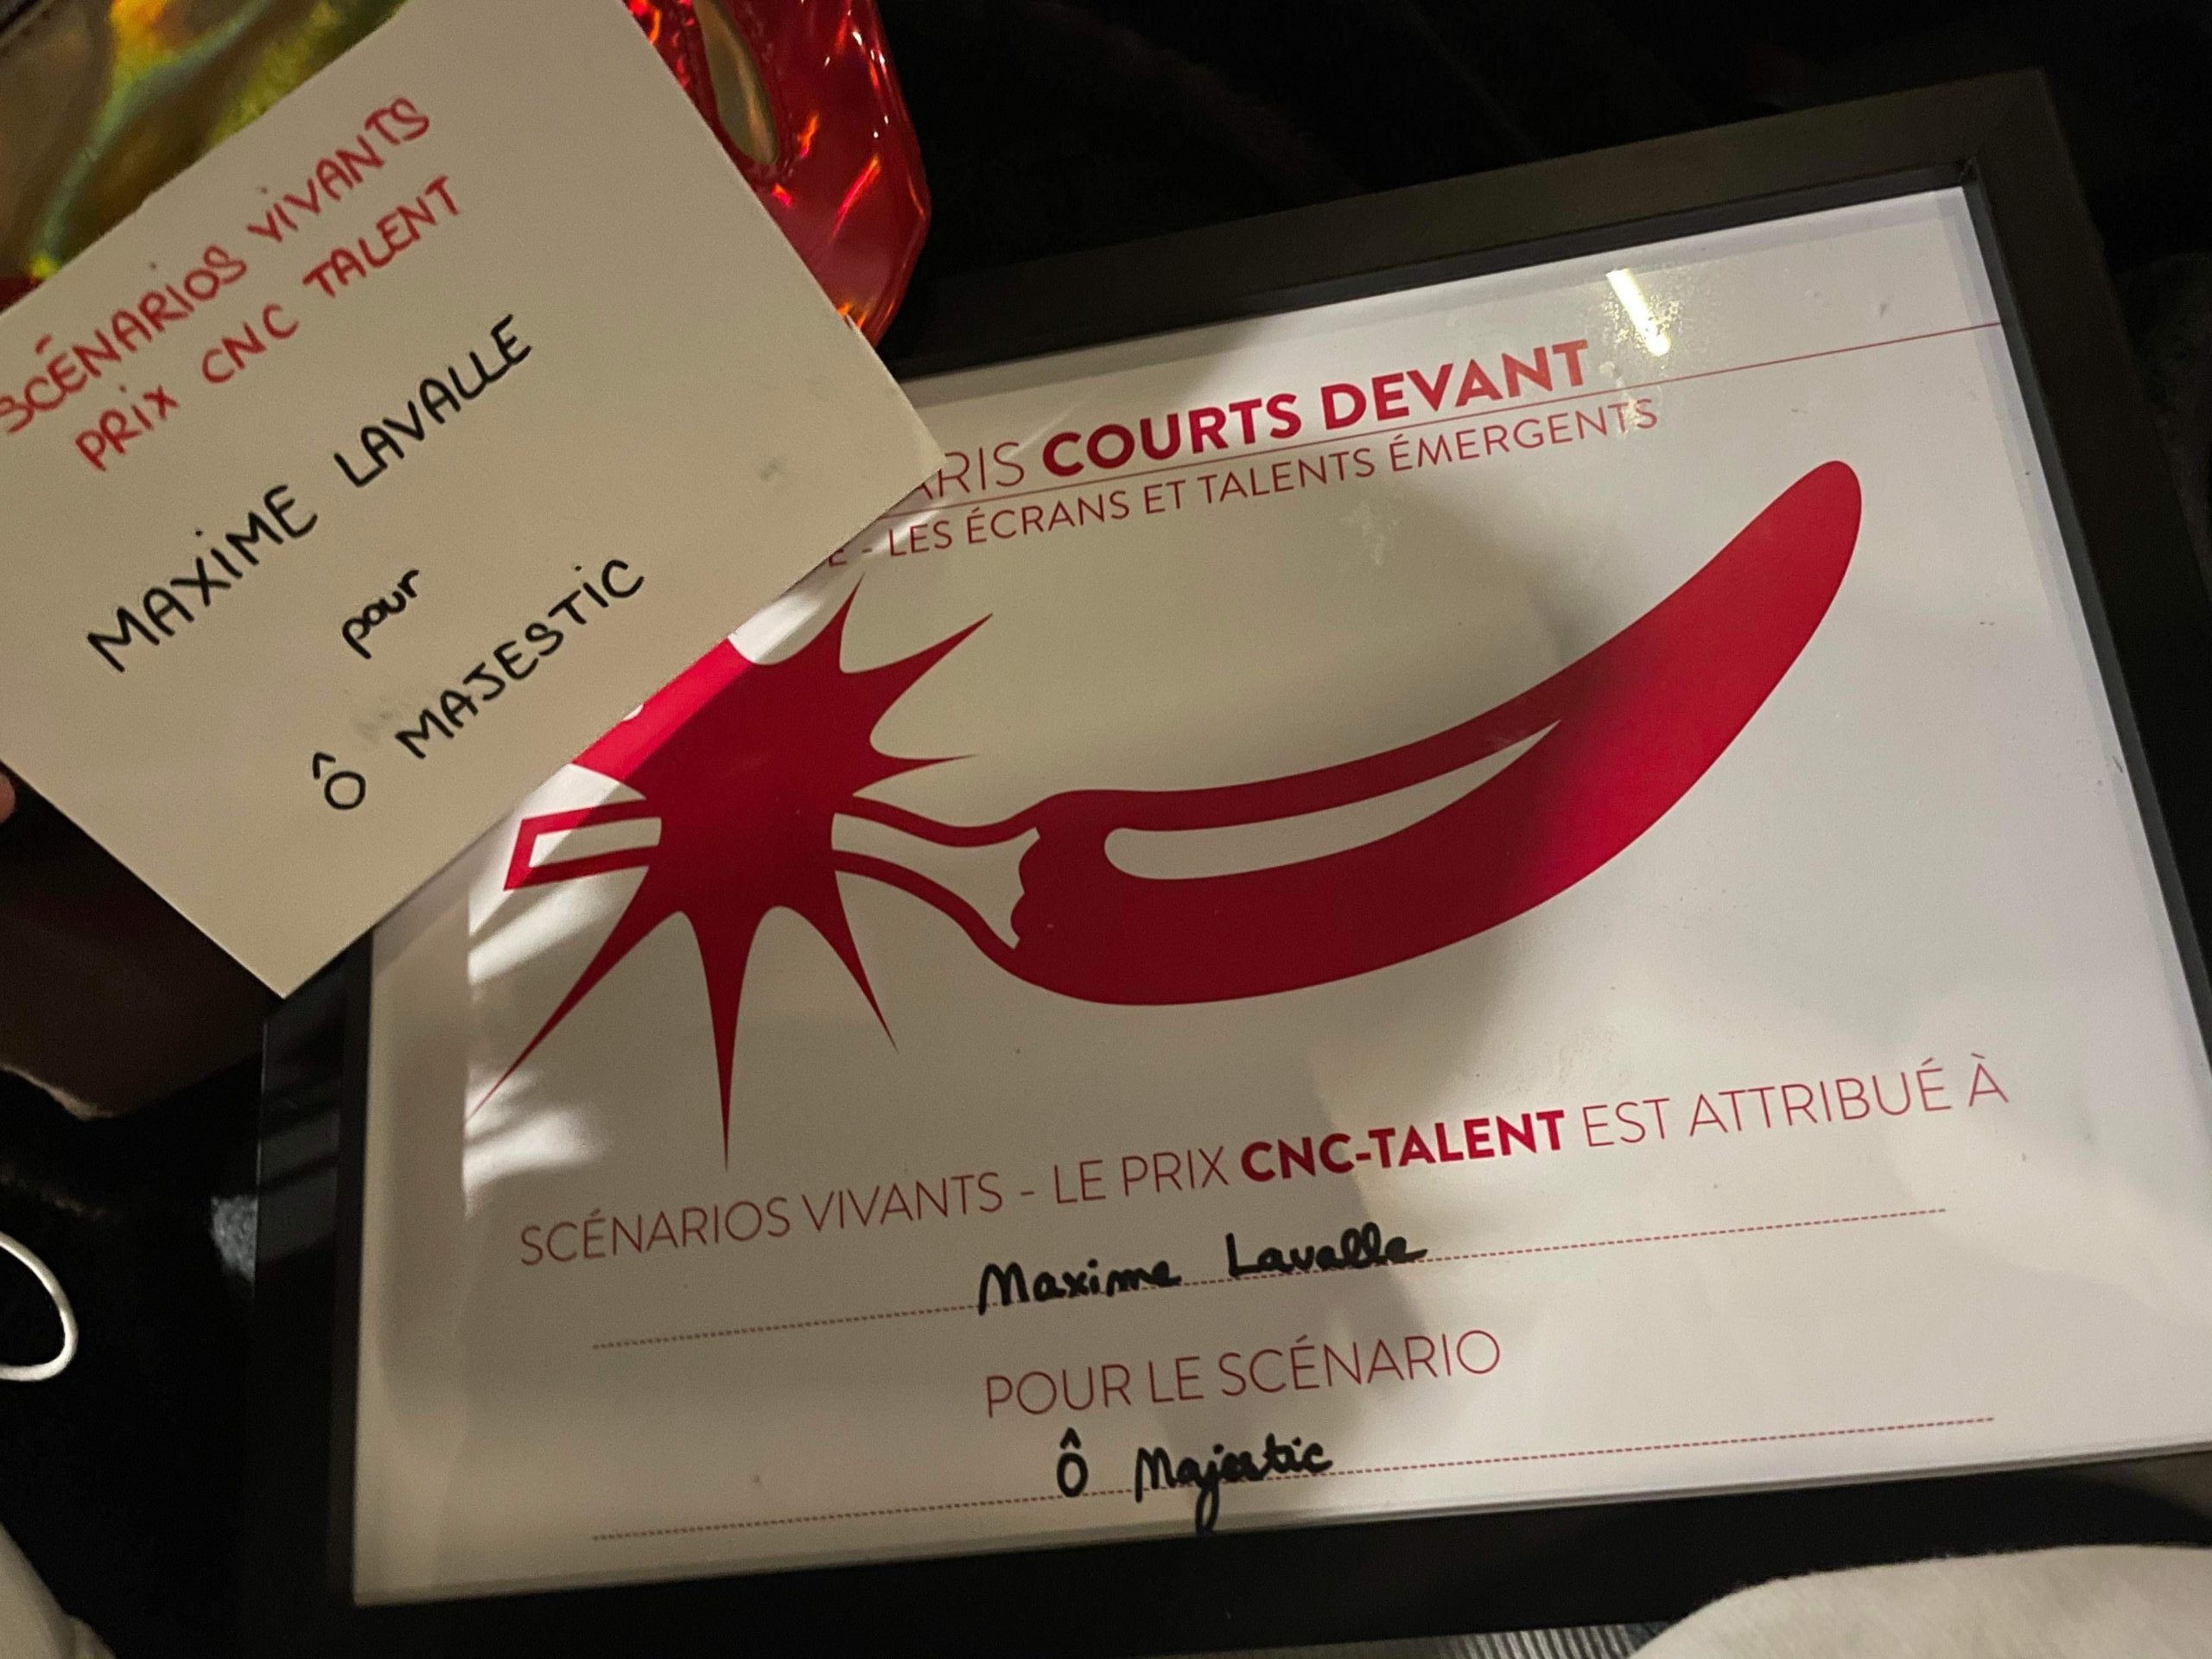 SCÉNARIOS VIVANTS
PRIX CNC TALENT
MAXIME LAVALLE
pour
Ô MAJESTIC
COURTS DEVANT
- LES ÉCRANS ET TALENTS ÉMERGENTS
SCÉNARIOS VIVANTS - LE PRIX CNC-TALENT EST ATTRIBUÉ À
Maxime Lavalle
POUR LE SCÉNARIO
Ô Majestic